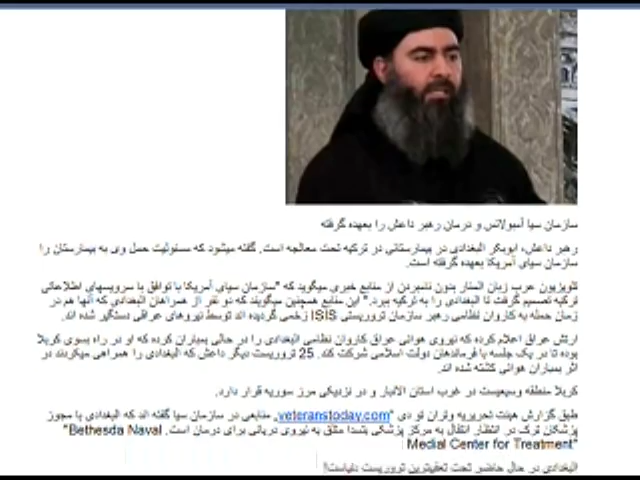 سازمان سیا آمبولانس و درمان رهبر داعش را بعهده گرفته
رهبر داعش، ابوبکر البغدادی در بیمارستانی در ترکیه تحت معالجه است. گفته میشود که مسئولیت حمل وی به بیمارستان را
سازمان سیای آمریکا بعهده گرفته است.
تلویزیون عرب زبان المنار بدون نامبردن از منابع خبری میگوید که "سازمان سیای آمریکا با توافق با سرویسهای اطلاعاتی
ترکیه تصمیم گرفت تا البغدادی را به ترکیه ببرد." این منابع همچنین میگویند که دو نفر از همراهان البغدادی که آنها هم در
زمان حمله به کاروان نظامی رهبر سازمان تروریستی ISIS زخمی گردیده اند توسط نیروهای عراقی دستگیر شده اند.
ارتش عراق اعلام کرده که نیروی هوائی عراق کاروان نظامی البغدادی را در حالی بمباران کرده که او در راه بسوی کربلا
بوده تا در یک جلسه با فرماندهان دولت اسلامی شرکت کند. 25 تروریست دیگر داعش که البغدادی را همراهی میکردند در
اثر بمباران هوائی کشته شده اند.
کربلا منطقه وسیعیست در غرب استان الانبار و در نزدیکی مرز سوریه قرار دارد.
طبق گزارش هیئت تحریریه وتران تو دی "veteranstoday.com" منابعی در سازمان سیا گفته اند که البغدادی با مجوز
پزشکان ترک در انتظار انتقال به مرکز پزشکی بتسدا متلق به نیروی دریائی برای درمان است. "Bethesda Naval
Medial Center for Treatment"
البغدادی در حال حاضر تحت تعقیبترین تروریست دنیاست!